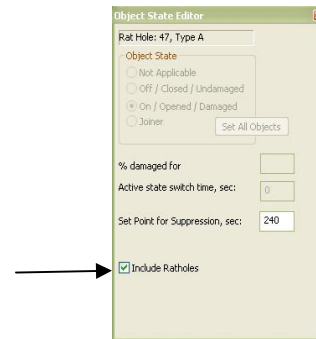 Object State Editor
Rat Hole: 47, Type A
Object State
Not Applicable
Off / Closed / Undamaged
On / Opened / Damaged
Joiner
Set All Objects
% damaged for
Active state switch time, sec: 0
Set Point for Suppression, sec: 240
Include Ratholes